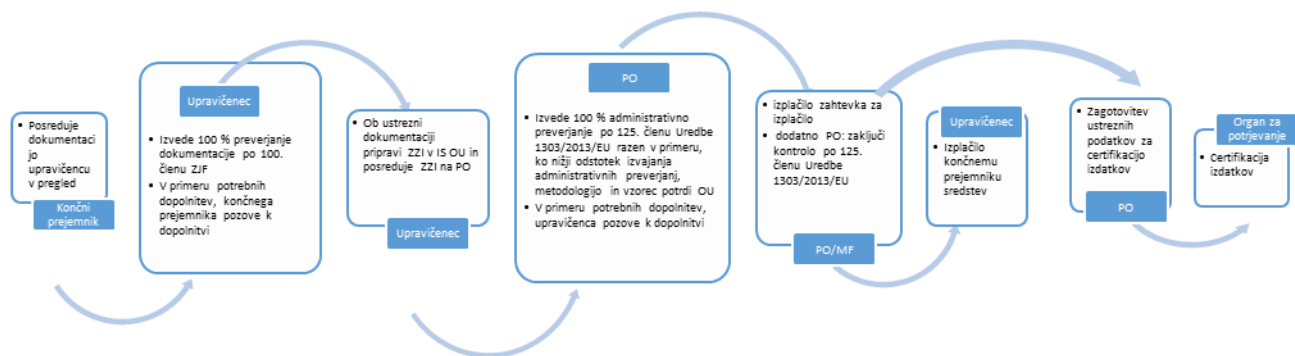 Posreduje
dokumentaci
jo
upravičencu
v pregled
Končni
prejemnik
Upravičenec
Izvede 100 % preverjanje
dokumentacije po 100.
členu ZJF
V primeru potrebnih
dopolnitev, končnega
prejemnika pozove k
dopolnitvi
Ob ustrezni
dokumentaciji
pripravi ZZI v IS OU in
posreduje ZZI na PO
Upravičenec
PO
Izvede 100 % administrativno
preverjanje po 125. členu Uredbe
1303/2013/EU razen v primeru,
ko nižji odstotek izvajanja
administrativnih preverjanj,
metodologijo in vzorec potrdi OU
V primeru potrebnih dopolnitev,
upravičenca pozove k dopolnitvi
izplačilo zahtevka za
izplačilo
dodatno PO: zaključi
kontrolo po 125.
členu Uredbe
1303/2013/EU
PO/MF
Upravičenec
Izplačilo
končnemu
prejemniku
sredstev
Zagotovitev
ustreznih
podatkov za
certifikacijo
izdatkov
PO
Organ za
potrjevanje
Certifikacija
izdatkov